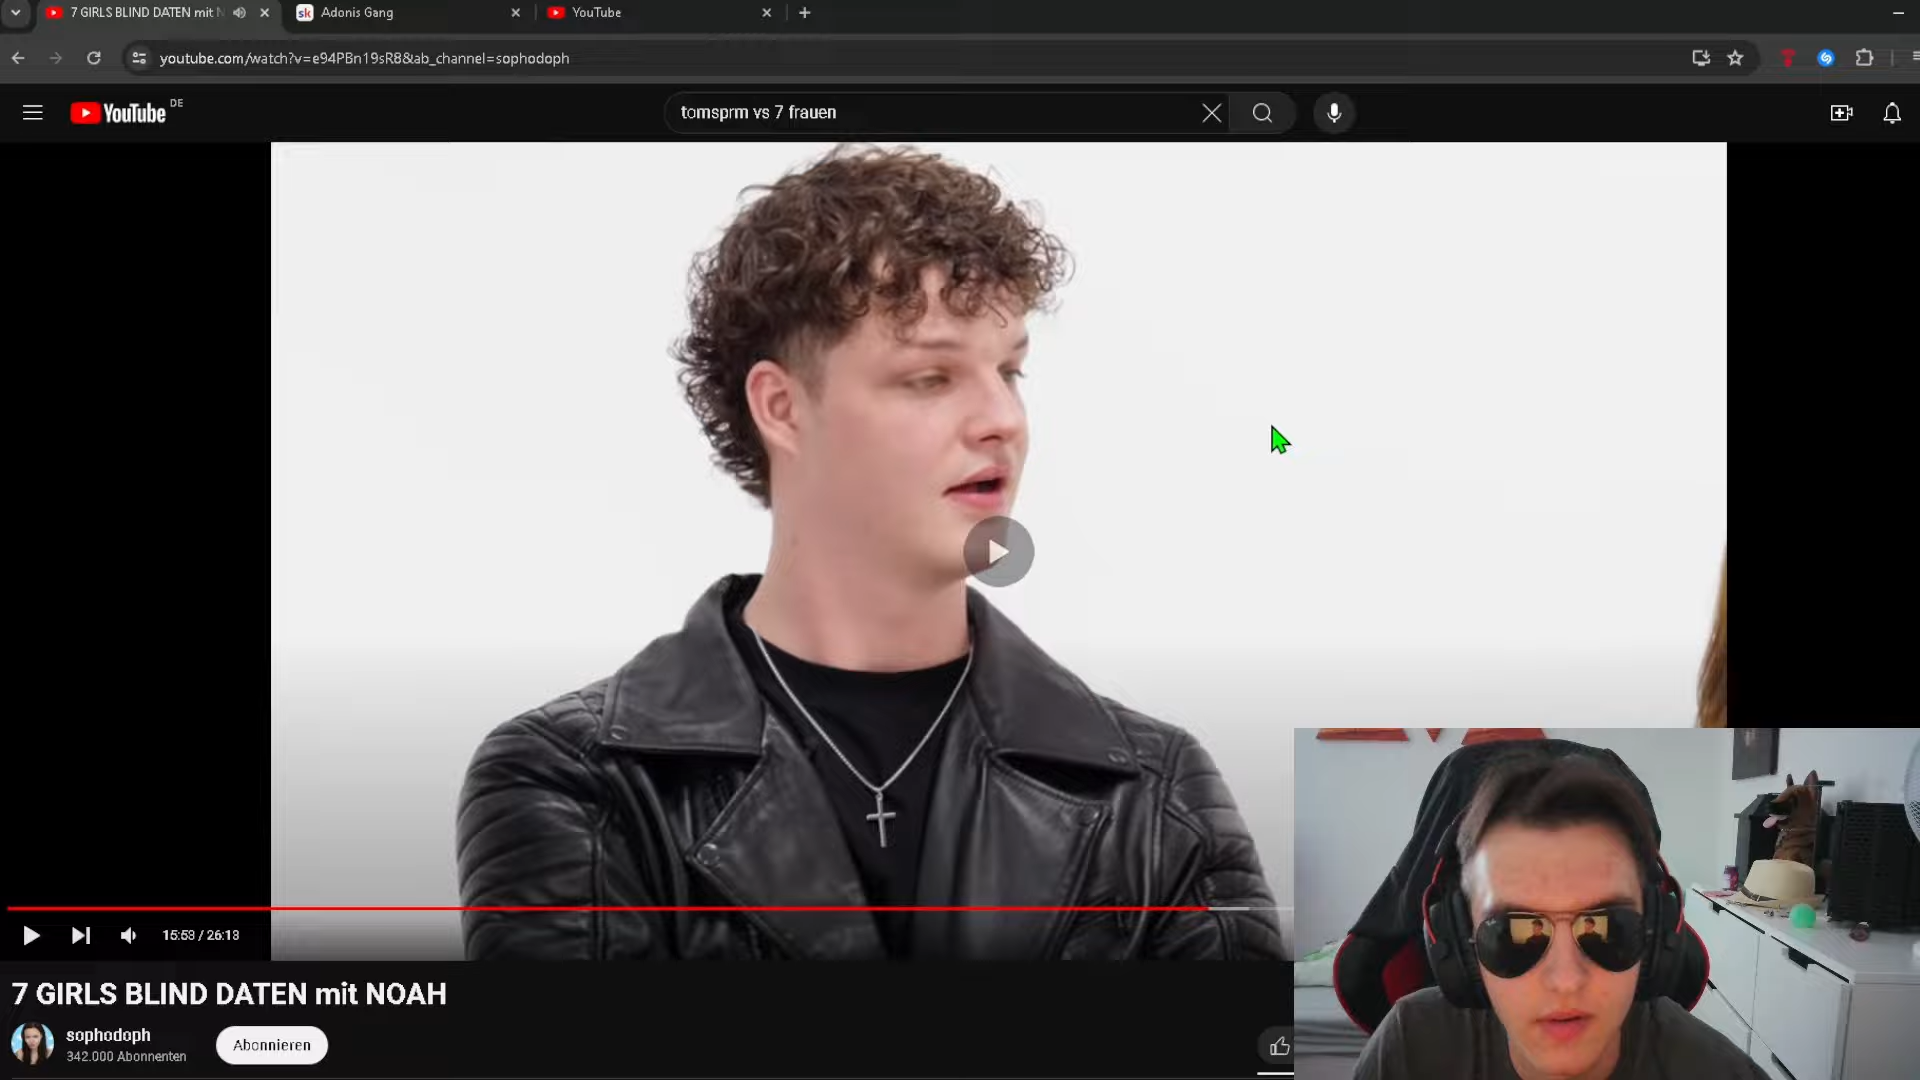 7 GIRLS BLIND DATEN mit N
Adonis Gang
YouTube
youtube.com/watch?v=e94PBn19sR8&ab_channel=sophodoph
YouTube DE
tomsprm vs 7 frauen
15:53 / 26:13
7 GIRLS BLIND DATEN mit NOAH
sophodoph
342.000 Abonnenten
Abonnieren